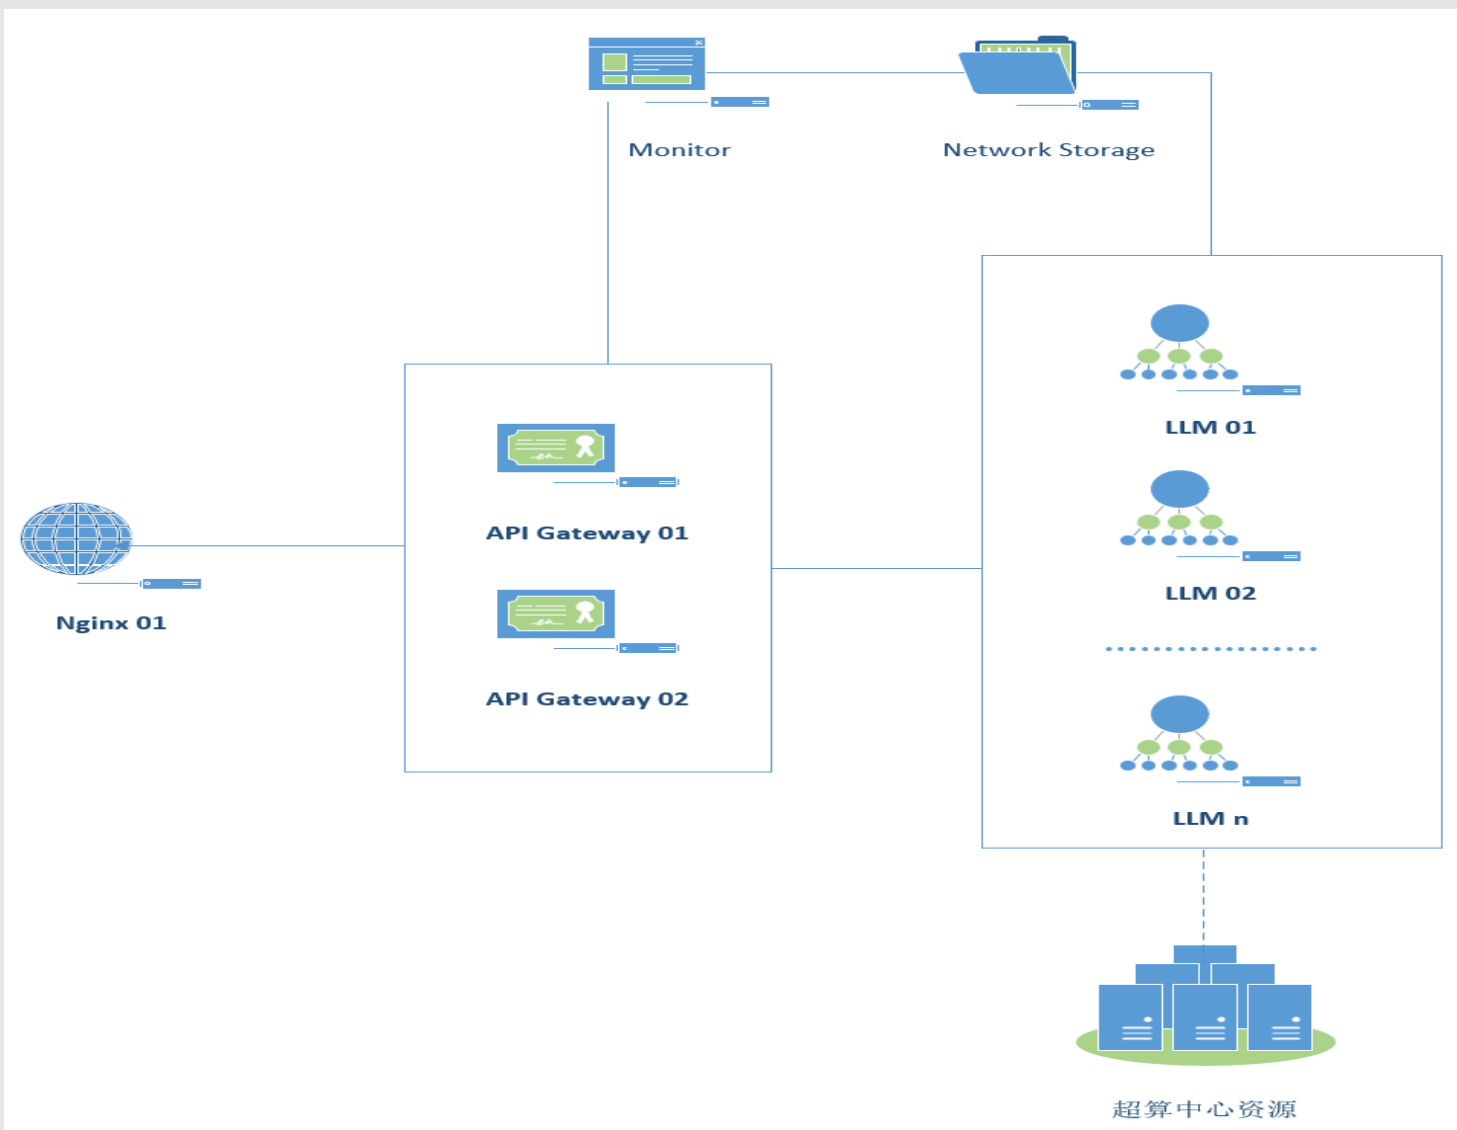 Monitor
Network Storage
LLM 01
API Gateway 01
LLM 02
Nginx 01
API Gateway 02
LLM n
超算中心资源